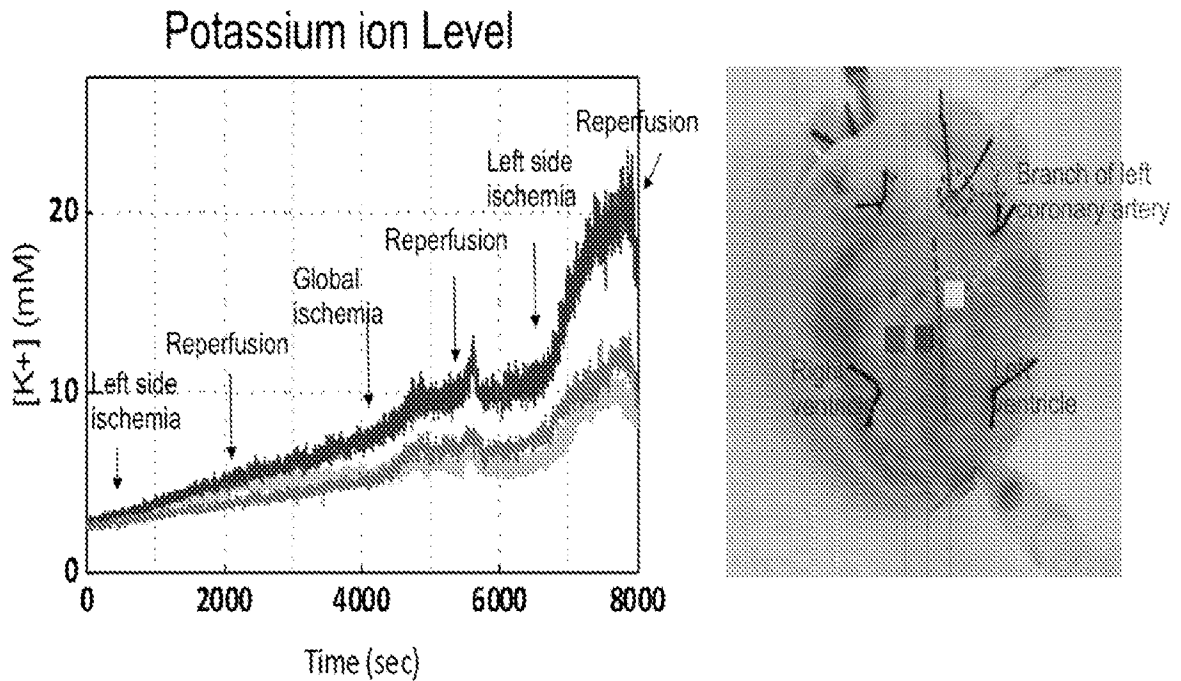 Potassium ion Level
[K+] (mM)
20
10
0
0
2000
4000
6000
8000
Time (sec)
Left side
ischemia
Reperfusion
Global
ischemia
Reperfusion
Left side
ischemia
Reperfusion
Branch of left
coronary artery